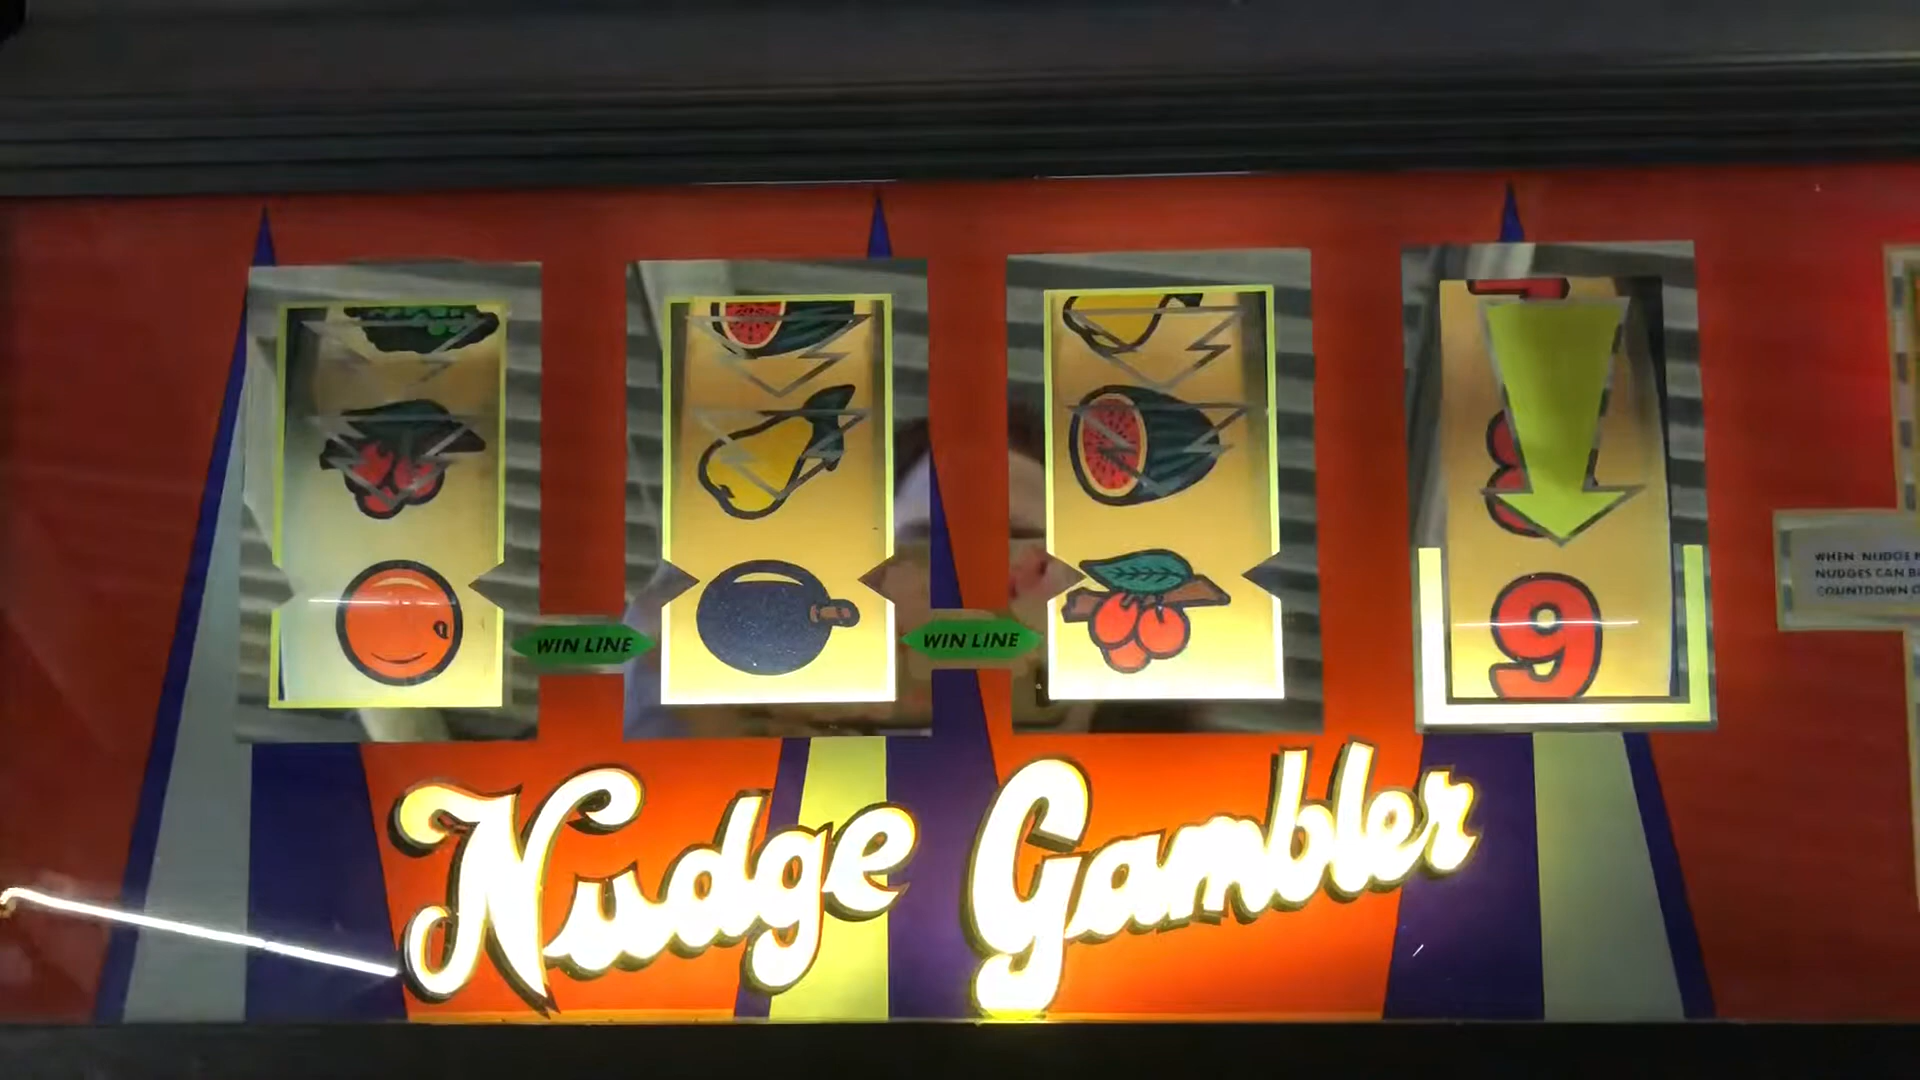 WIN LINE
WIN LINE
9
WHEN NUDGE
NUDGES CAN
COUNTDOWN
Nudge Gambler